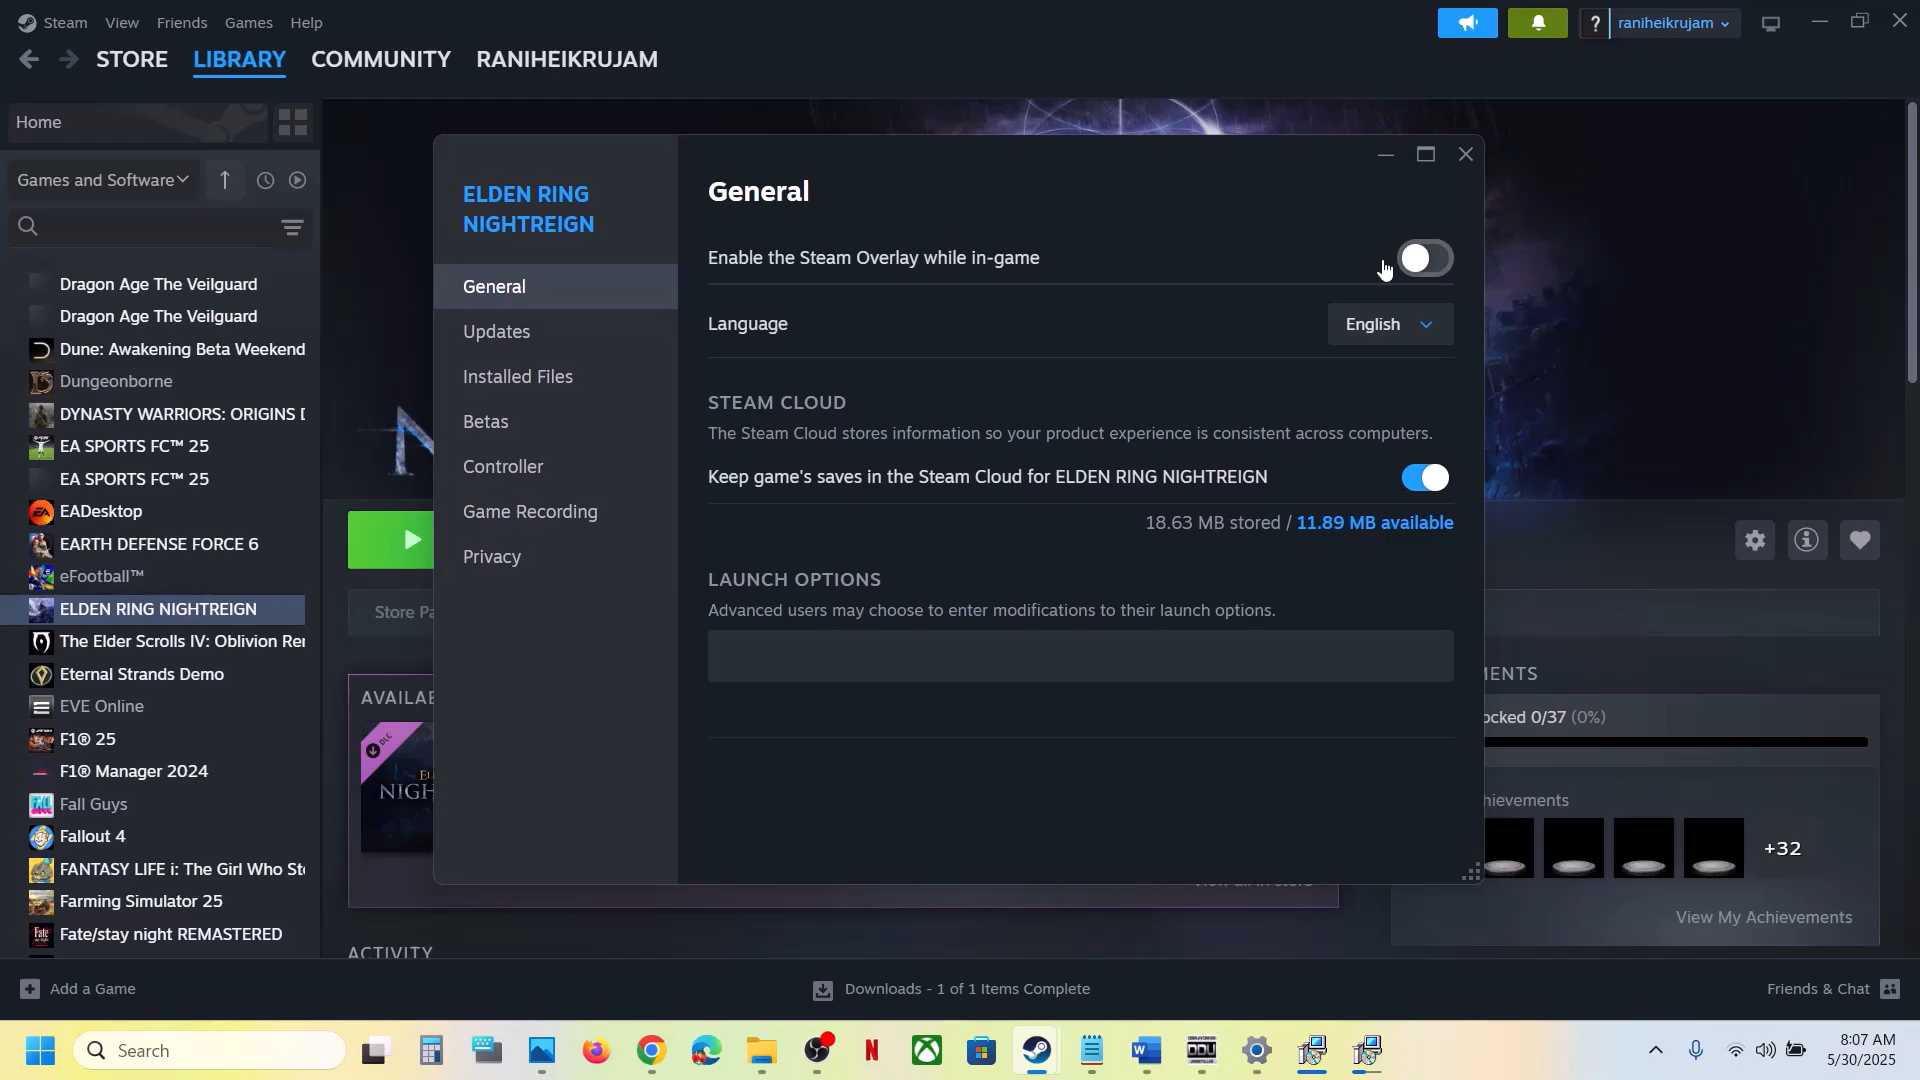 Steam View Friends Games Help
? raniheikrujam
STORE LIBRARY COMMUNITY RANIHEIKRUJAM
Home
Games and Software
Dragon Age The Veilguard
Dragon Age The Veilguard
Dune: Awakening Beta Weekend
Dungeonborne
DYNASTY WARRIORS: ORIGINS D
EA SPORTS FC™ 25
EA SPORTS FC™ 25
EADesktop
EARTH DEFENSE FORCE 6
eFootball™
ELDEN RING NIGHTREIGN
The Elder Scrolls IV: Oblivion Rem
Eternal Strands Demo
EVE Online
F1® 25
F1® Manager 2024
Fall Guys
Fallout 4
FANTASY LIFE i: The Girl Who Ste
Farming Simulator 25
Fate/stay night REMASTERED
ELDEN RING
NIGHTREIGN
General
Updates
Installed Files
Betas
Controller
Game Recording
Privacy
General
Enable the Steam Overlay while in-game
Language
English
STEAM CLOUD
The Steam Cloud stores information so your product experience is consistent across computers.
Keep game's saves in the Steam Cloud for ELDEN RING NIGHTREIGN
18.63 MB stored / 11.89 MB available
LAUNCH OPTIONS
Advanced users may choose to enter modifications to their launch options.
Store Pa
AVAILAB
DLC
NIGH
ACTIVITY
MENTS
ocked 0/37 (0%)
hievements
+32
View My Achievements
Add a Game
Downloads - 1 of 1 Items Complete
Friends & Chat
Search
DDU
8:07 AM
5/30/2025